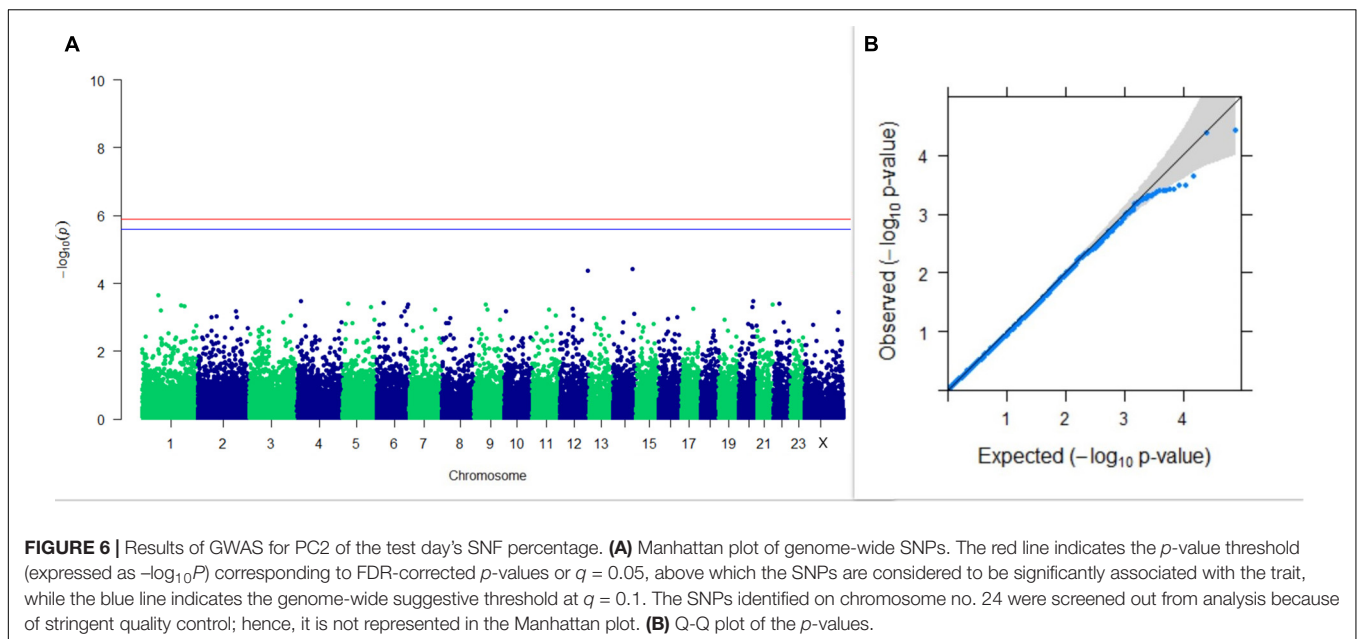 A
10
8
6
4
2
0
−log₁₀(p)
1 2 3 4 5 6 7 8 9 10 11 12 13 15 17 19 21 23 X
Chromosome
B
Observed (−log₁₀ p-value)
4
3
2
1
1 2 3 4
Expected (−log₁₀ p-value)
FIGURE 6 | Results of GWAS for PC2 of the test day's SNF percentage. (A) Manhattan plot of genome-wide SNPs. The red line indicates the p-value threshold
(expressed as –log₁₀P) corresponding to FDR-corrected p-values or q = 0.05, above which the SNPs are considered to be significantly associated with the trait,
while the blue line indicates the genome-wide suggestive threshold at q = 0.1. The SNPs identified on chromosome no. 24 were screened out from analysis because
of stringent quality control; hence, it is not represented in the Manhattan plot. (B) Q-Q plot of the p-values.